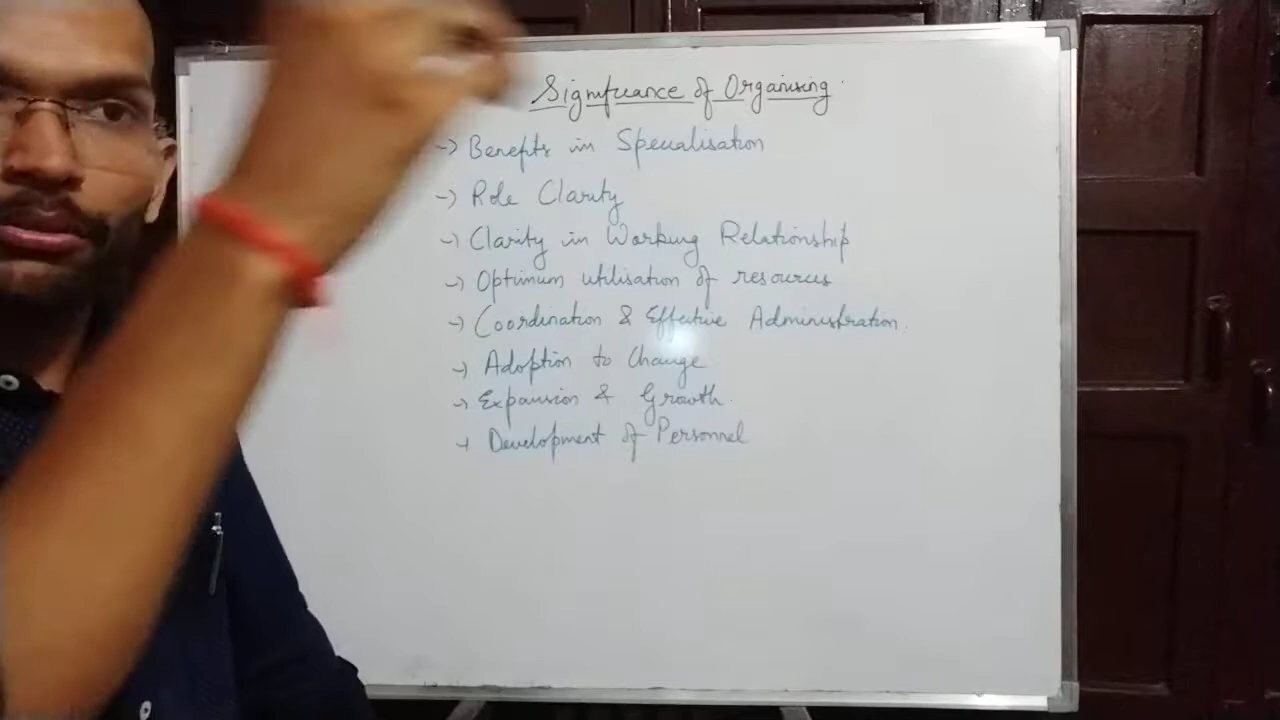 Significance of Organising
-> Benefits in Specialisation
-> Role Clarity
-> Clarity in Working Relationship
-> Optimum utilisation of resources
-> Coordination & Effective Administration.
-> Adoption to Change
-> Expansion & Growth.
-> Development of Personnel